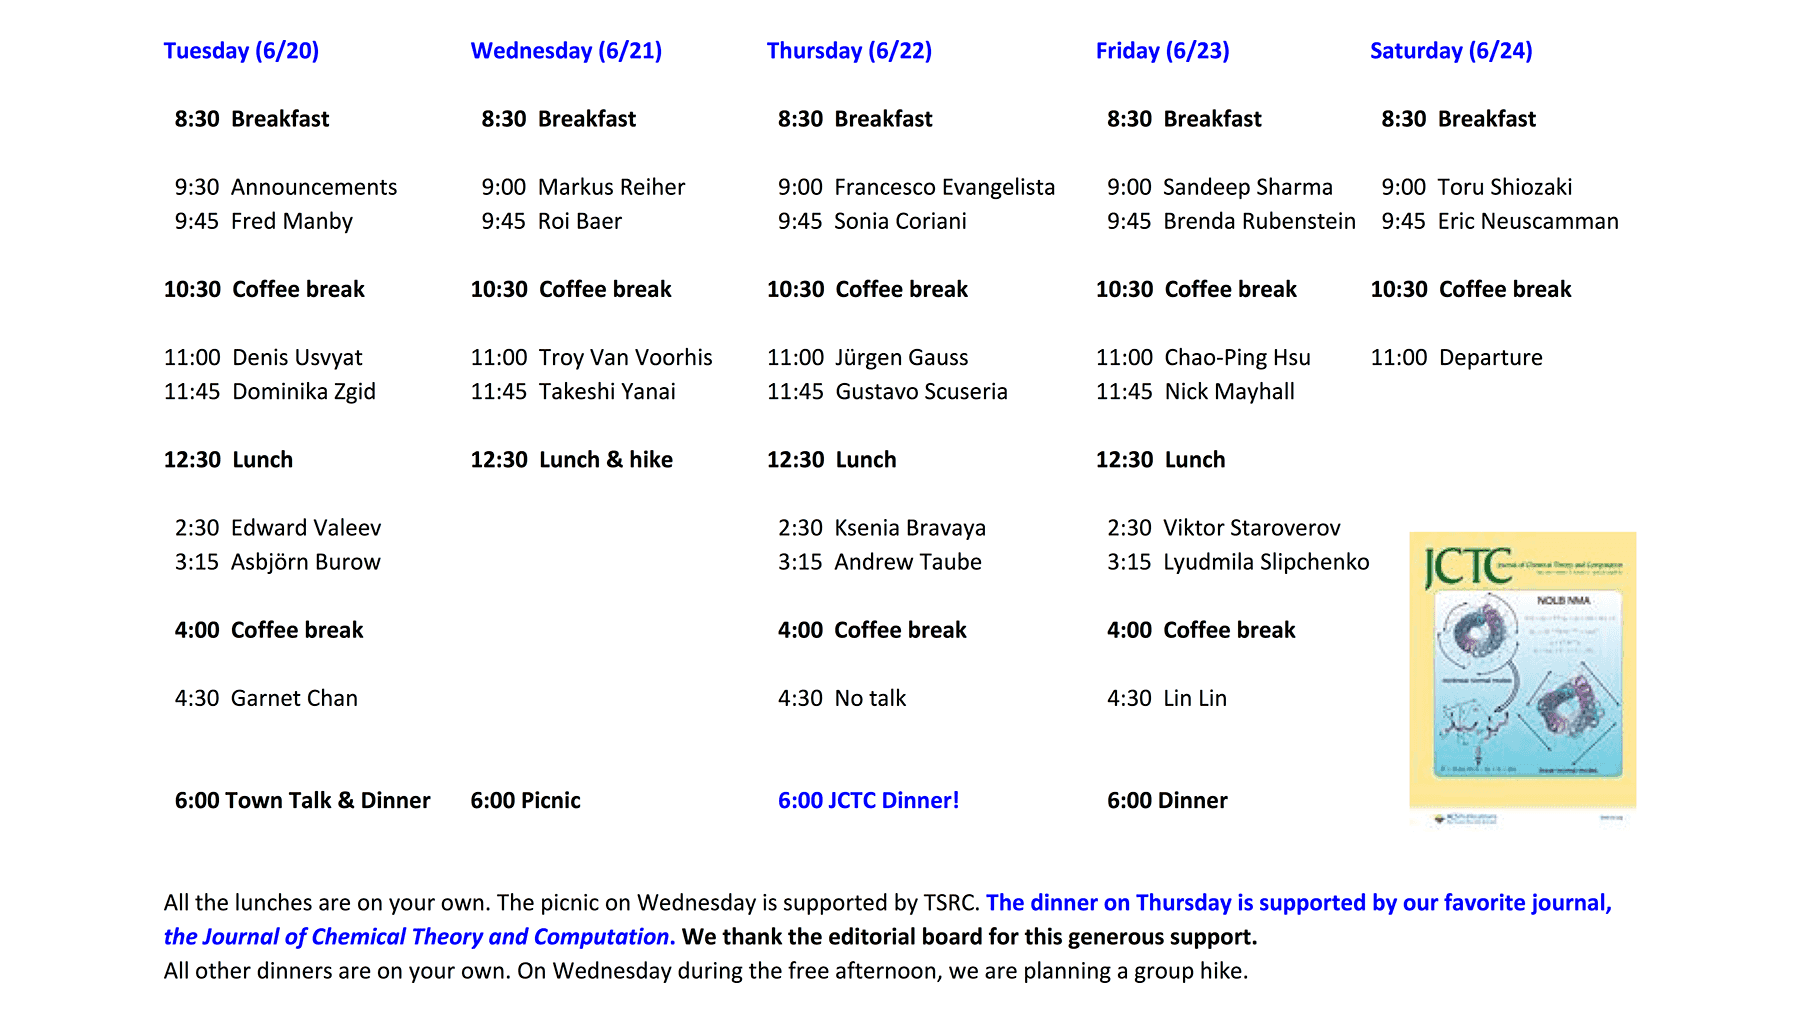 Tuesday (6/20) Wednesday (6/21) Thursday (6/22) Friday (6/23) Saturday (6/24)
8:30 Breakfast 8:30 Breakfast 8:30 Breakfast 8:30 Breakfast 8:30 Breakfast
9:30 Announcements 9:00 Markus Reiher 9:00 Francesco Evangelista 9:00 Sandeep Sharma 9:00 Toru Shiozaki
9:45 Fred Manby 9:45 Roi Baer 9:45 Sonia Coriani 9:45 Brenda Rubenstein 9:45 Eric Neuscamman
10:30 Coffee break 10:30 Coffee break 10:30 Coffee break 10:30 Coffee break 10:30 Coffee break
11:00 Denis Usvyat 11:00 Troy Van Voorhis 11:00 Jürgen Gauss 11:00 Chao-Ping Hsu 11:00 Departure
11:45 Dominika Zgid 11:45 Takeshi Yanai 11:45 Gustavo Scuseria 11:45 Nick Mayhall
12:30 Lunch 12:30 Lunch & hike 12:30 Lunch 12:30 Lunch
2:30 Edward Valeev 2:30 Ksenia Bravaya 2:30 Viktor Staroverov
3:15 Asbjörn Burow 3:15 Andrew Taube 3:15 Lyudmila Slipchenko
JCTC
Journal of Chemical Theory and Computation
NOLB NMA
4:00 Coffee break 4:00 Coffee break 4:00 Coffee break
nonlinear normal modes
4:30 Garnet Chan 4:30 No talk 4:30 Lin Lin
linear normal modes
6:00 Town Talk & Dinner 6:00 Picnic 6:00 JCTC Dinner! 6:00 Dinner
All the lunches are on your own. The picnic on Wednesday is supported by TSRC. The dinner on Thursday is supported by our favorite journal,
the Journal of Chemical Theory and Computation. We thank the editorial board for this generous support.
All other dinners are on your own. On Wednesday during the free afternoon, we are planning a group hike.